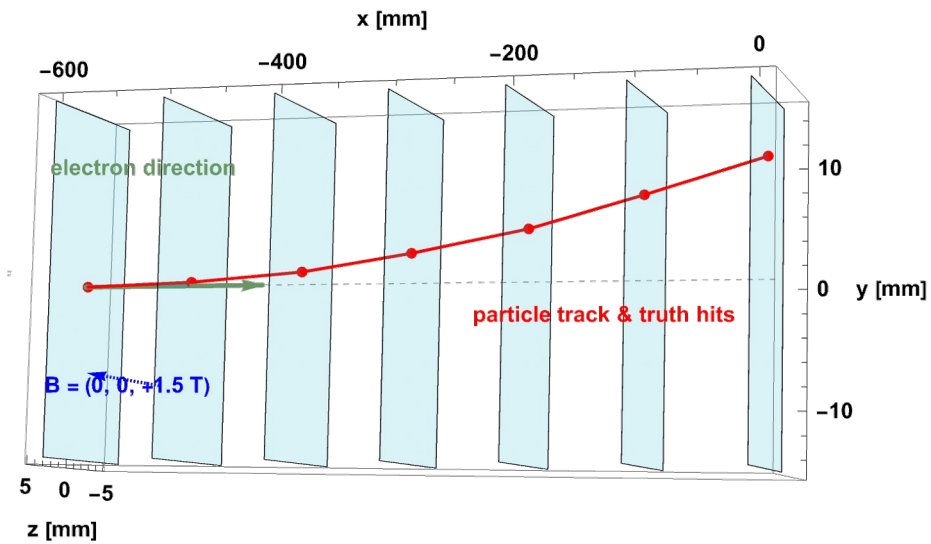 x [mm]
−600
−400
−200
0
electron direction
10
0
y [mm]
particle track & truth hits
B = (0, 0, +1.5 T)
−10
5
0
−5
z [mm]